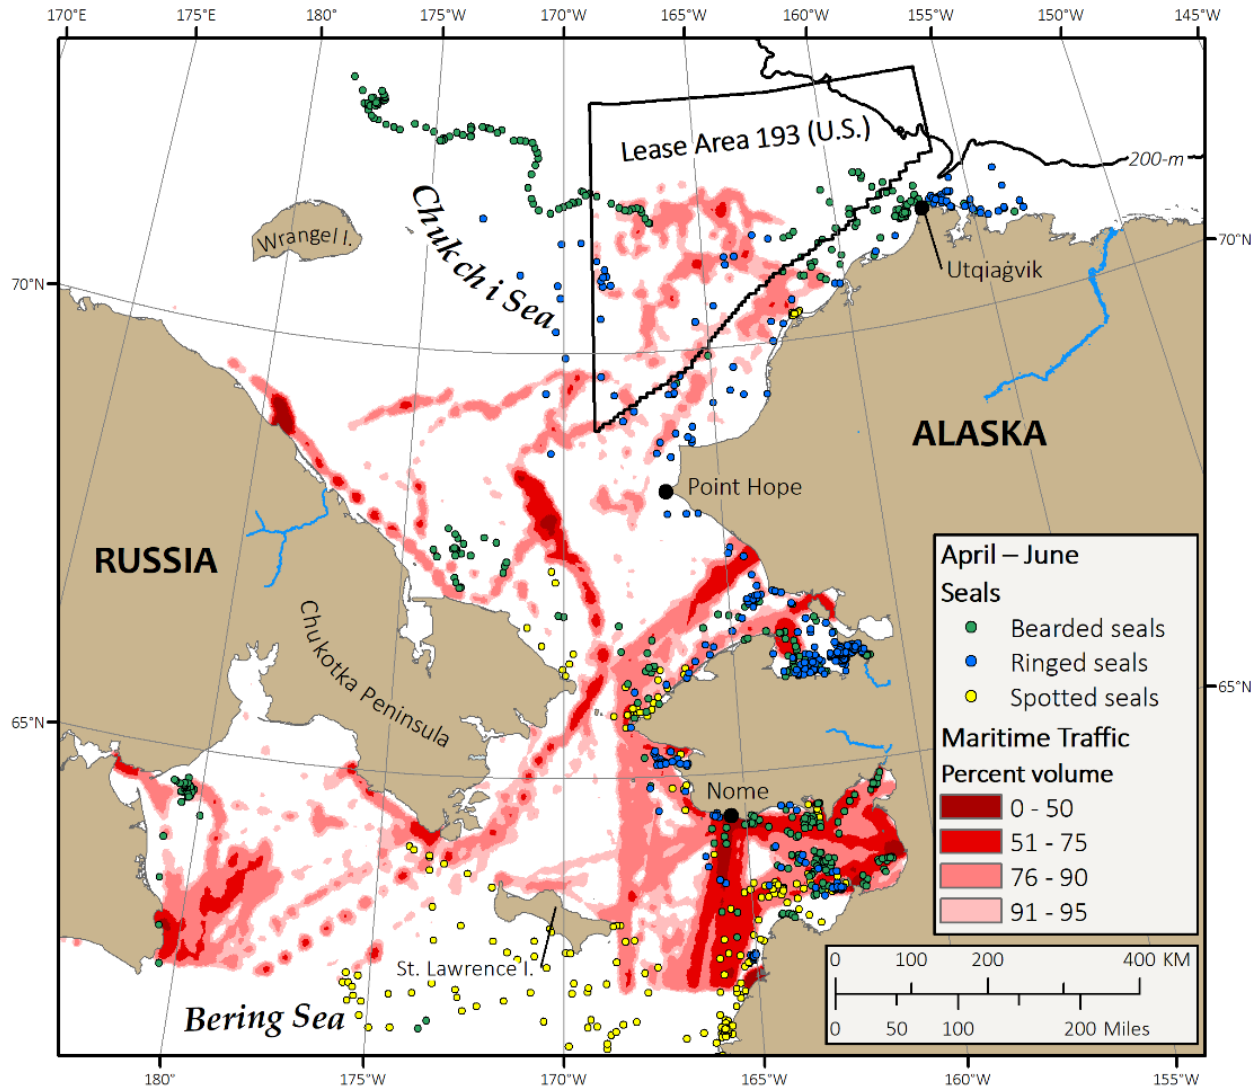 170°E 175°E 180° 175°W 170°W 165°W 160°W 155°W 150°W 145°W
Lease Area 193 (U.S.)
200-m
Chukchi Sea
Wrangel I.
70°N
Utqiaġvik
70°N
ALASKA
Point Hope
RUSSIA
Chukotka Peninsula
April – June
Seals
Bearded seals
Ringed seals
Spotted seals
65°N
65°N
Maritime Traffic
Percent volume
0 - 50
51 - 75
76 - 90
91 - 95
Nome
St. Lawrence I.
Bering Sea
0 100 200 400 KM
0 50 100 200 Miles
180° 175°W 170°W 165°W 160°W 155°W